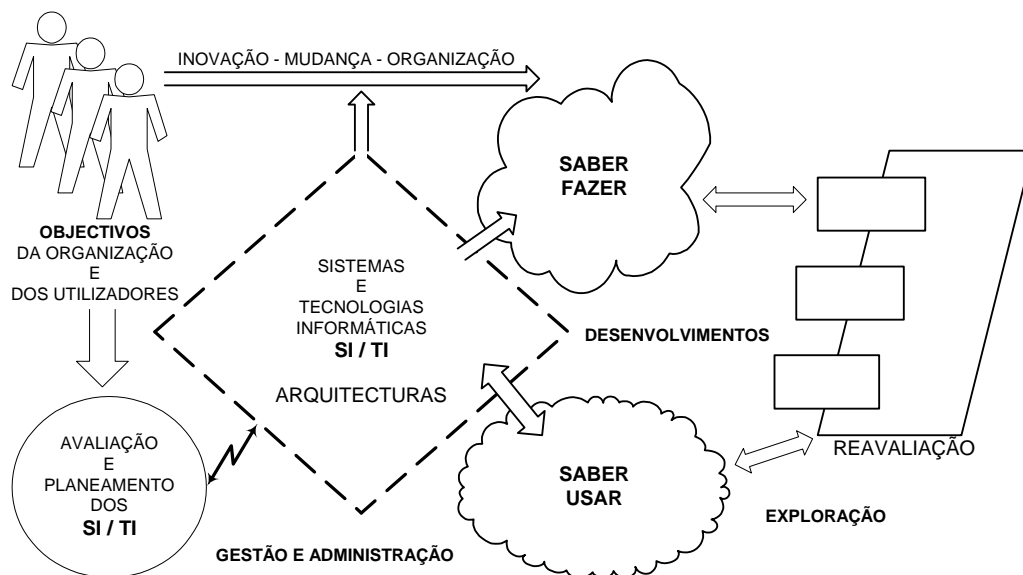 INOVAÇÃO - MUDANÇA - ORGANIZAÇÃO
SABER
FAZER
OBJECTIVOS
DA ORGANIZAÇÃO
E
DOS UTILIZADORES
SISTEMAS
E
TECNOLOGIAS
INFORMÁTICAS
SI / TI
ARQUITECTURAS
DESENVOLVIMENTOS
AVALIAÇÃO
E
PLANEAMENTO
DOS
SI / TI
SABER
USAR
REAVALIAÇÃO
EXPLORAÇÃO
GESTÃO E ADMINISTRAÇÃO